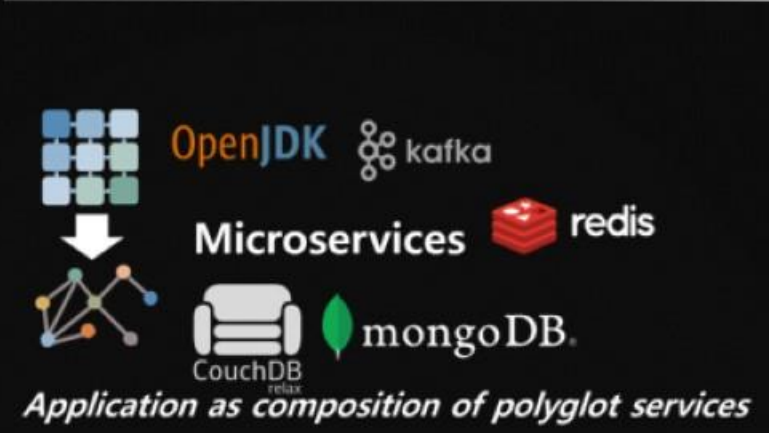 OpenJDK
kafka
Microservices
redis
CouchDB
relax
mongoDB.
Application as composition of polyglot services